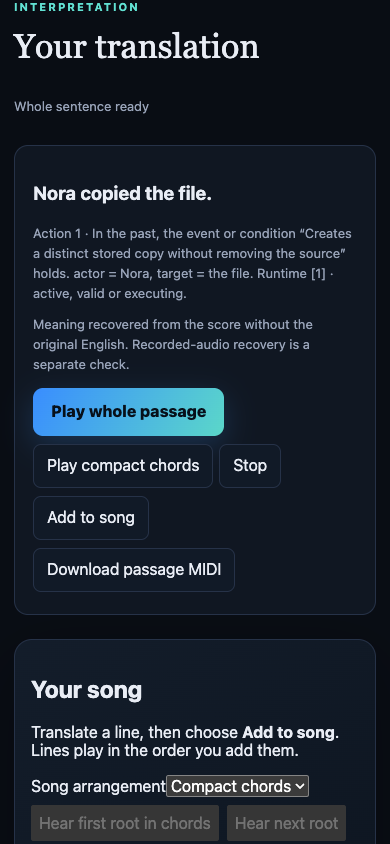 INTERPRETATION
Your translation
Whole sentence ready
Nora copied the file.
Action 1 · In the past, the event or condition “Creates
a distinct stored copy without removing the source”
holds. actor = Nora, target = the file. Runtime [1] ·
active, valid or executing.
Meaning recovered from the score without the
original English. Recorded-audio recovery is a
separate check.
Play whole passage
Play compact chords
Stop
Add to song
Download passage MIDI
Your song
Translate a line, then choose Add to song.
Lines play in the order you add them.
Song arrangement Compact chords
Hear first root in chords
Hear next root